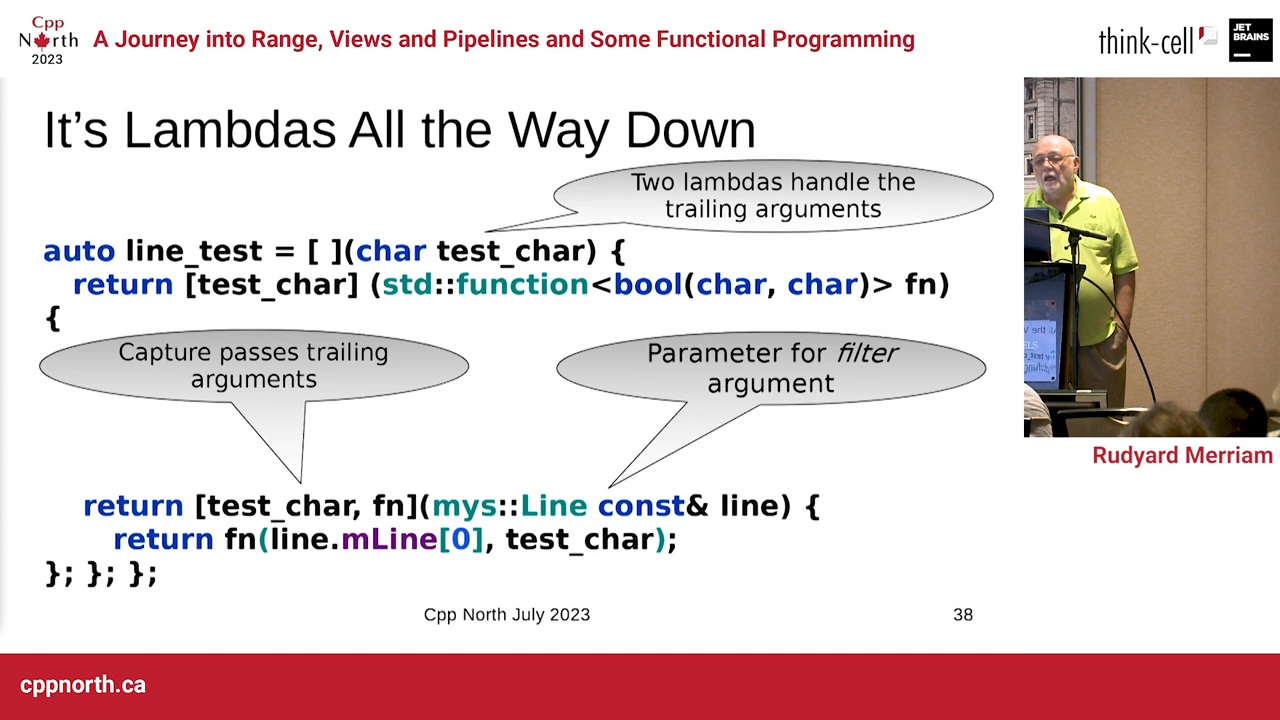 Cpp
North
2023
A Journey into Range, Views and Pipelines and Some Functional Programming
think-cell
JET
BRAINS
It's Lambdas All the Way Down
Two lambdas handle the
trailing arguments
auto line_test = [ ](char test_char) {
return [test_char] (std::function<bool(char, char)> fn)
{
Capture passes trailing
arguments
Parameter for filter
argument
return [test_char, fn](mys::Line const& line) {
return fn(line.mLine[0], test_char);
}; }; };
Cpp North July 2023
38
Rudyard Merriam
cppnorth.ca